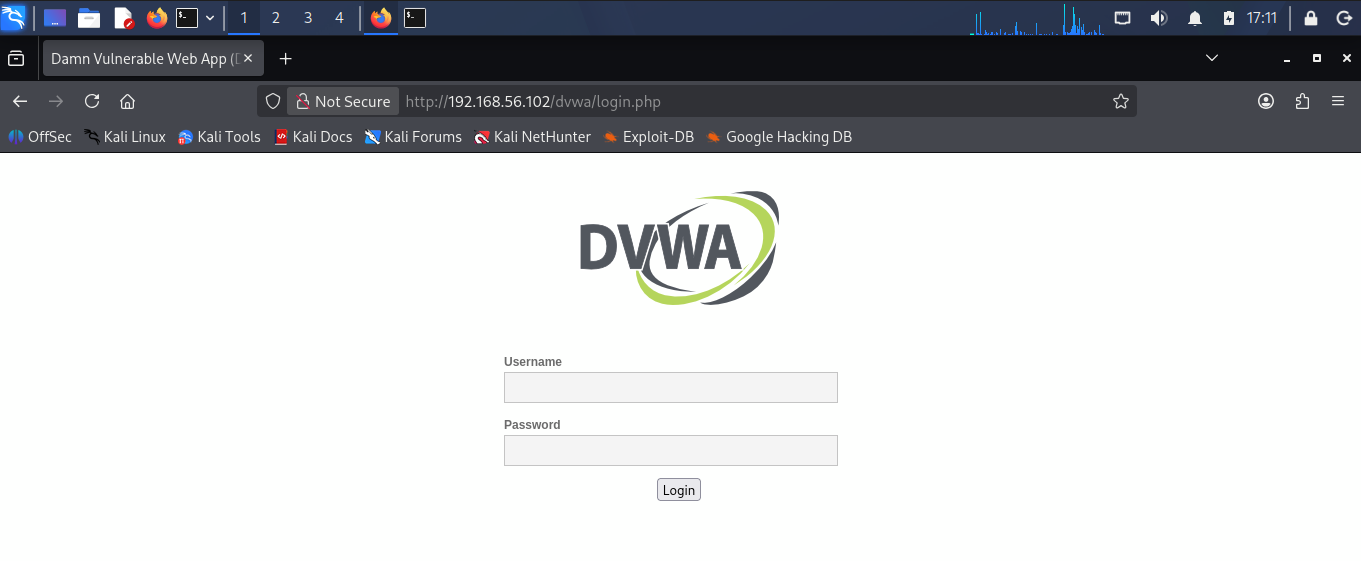 1 2 3 4 17:11
Damn Vulnerable Web App (
Not Secure http://192.168.56.102/dvwa/login.php
OffSec Kali Linux Kali Tools Kali Docs Kali Forums Kali NetHunter Exploit-DB Google Hacking DB
DVWA
Username
Password
Login